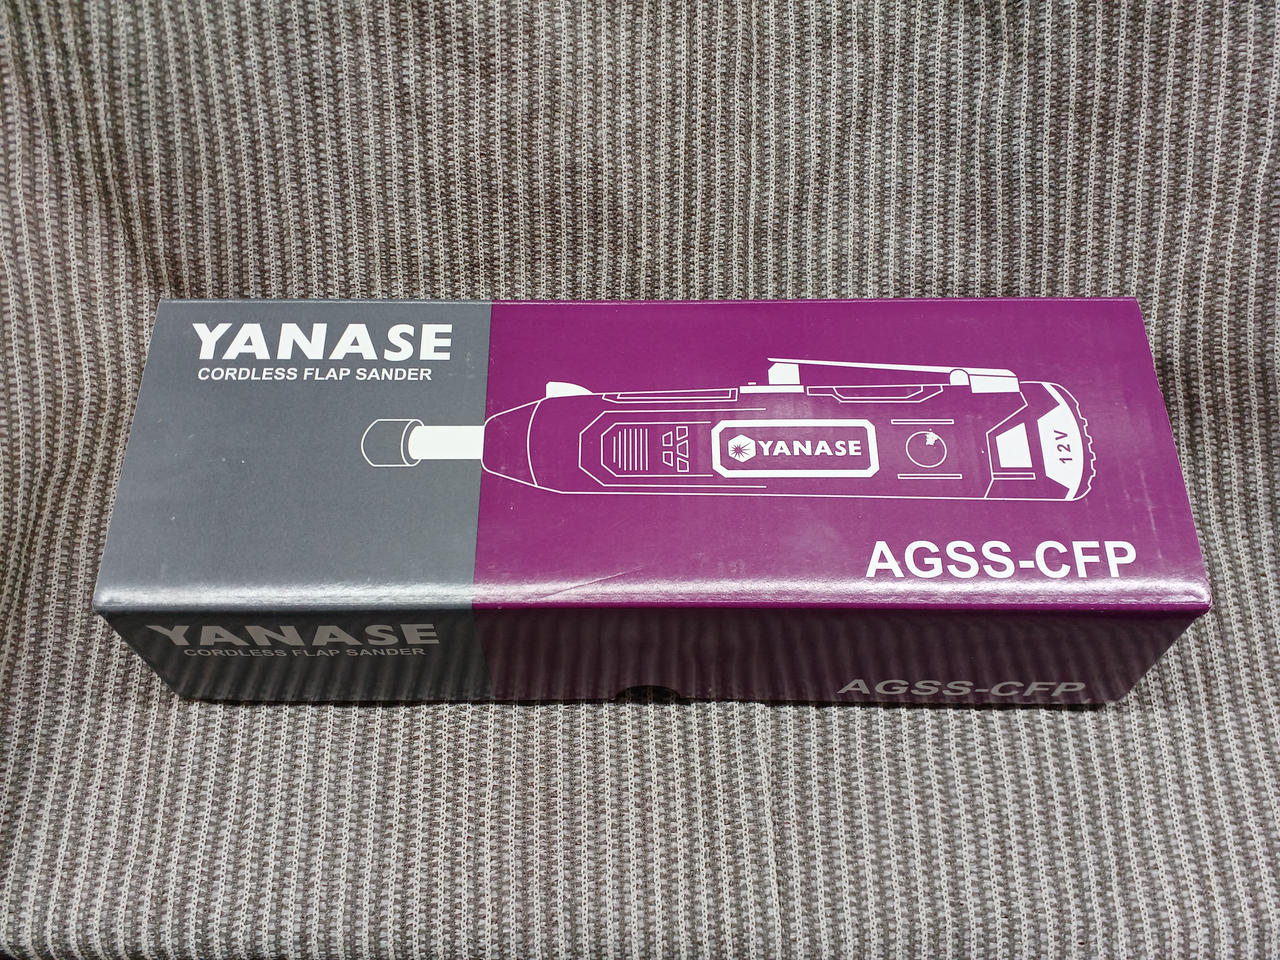 YANASE
CORDLESS FLAP SANDER
YANASE
12V
AGSS-CFP
YANASE
CORDLESS FLAP SANDER
AGSS-CFP